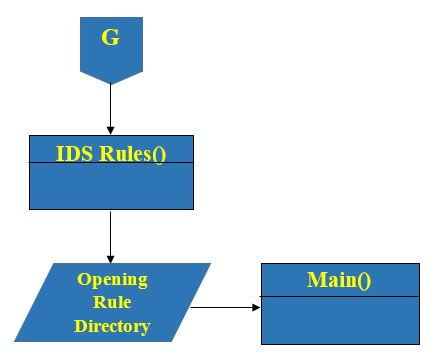 G
IDS Rules()
Opening
Rule
Directory
Main()